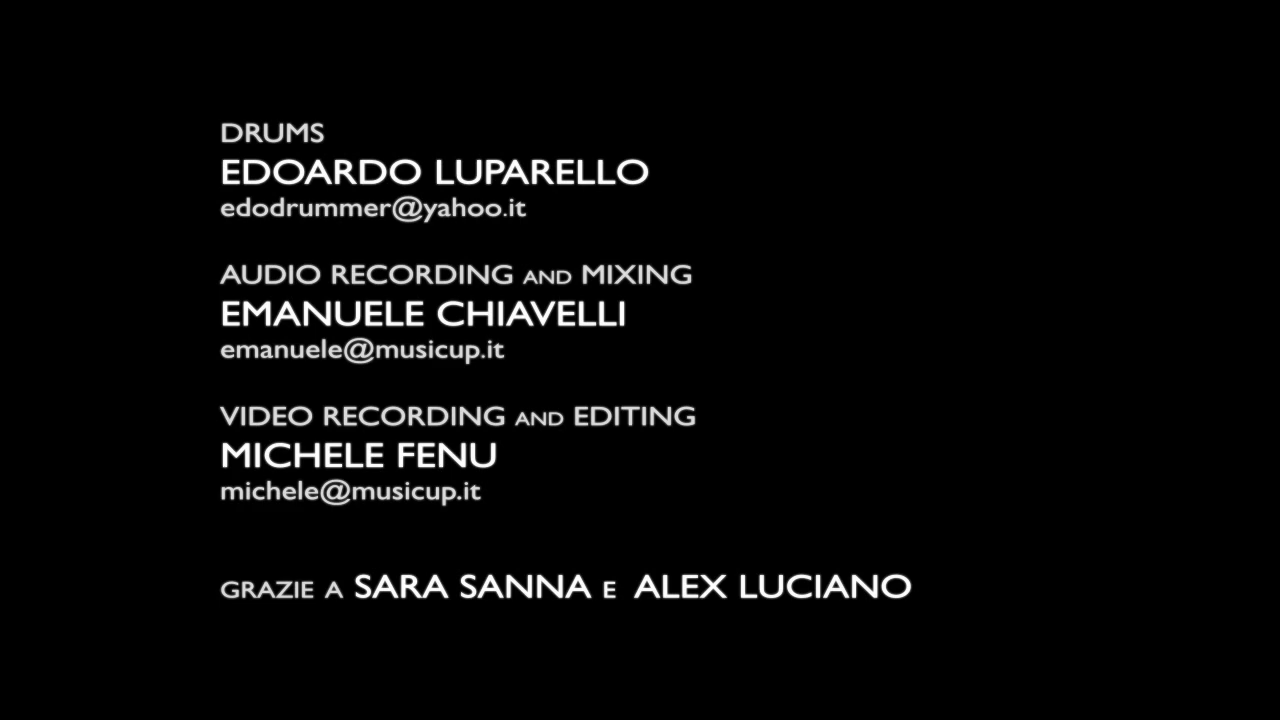 DRUMS
EDOARDO LUPARELLO
edodrummer@yahoo.it
AUDIO RECORDING AND MIXING
EMANUELE CHIAVELLI
emanuele@musicup.it
VIDEO RECORDING AND EDITING
MICHELE FENU
michele@musicup.it
GRAZIE A SARA SANNA E ALEX LUCIANO